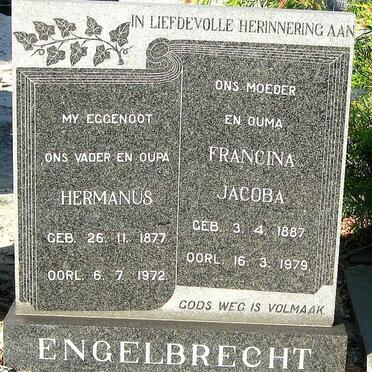 IN LIEFDEVOLLE HERINNERING AAN
MY EGGENOOT
ONS VADER EN OUPA
HERMANUS
GEB. 26. 11. 1877
OORL. 6. 7. 1972
ONS MOEDER
EN OUMA
FRANCINA
JACOBA
GEB. 3. 4. 1887
OORL. 16. 3. 1979
GODS WEG IS VOLMAAK
ENGELBRECHT